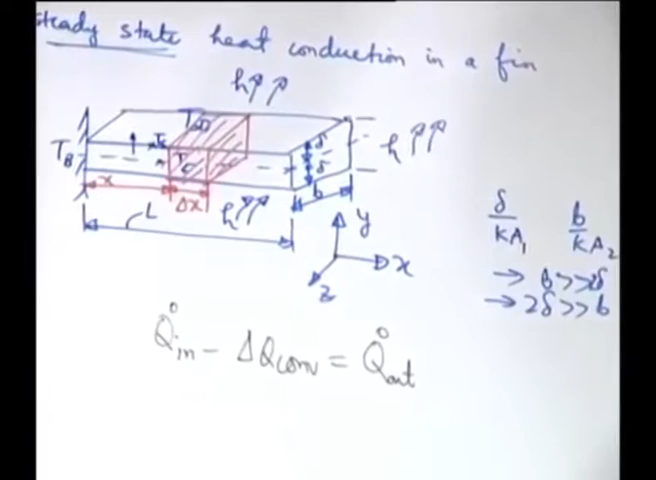 steady state heat conduction in a fin
h
T∞
h
T_B
δ
δ
x
Δx
b
h
L
y
x
z
δ/KA₁ b/KA₂
→ b>>2δ
→ 2δ>>b
Q̇in − ΔQconv = Q̇out